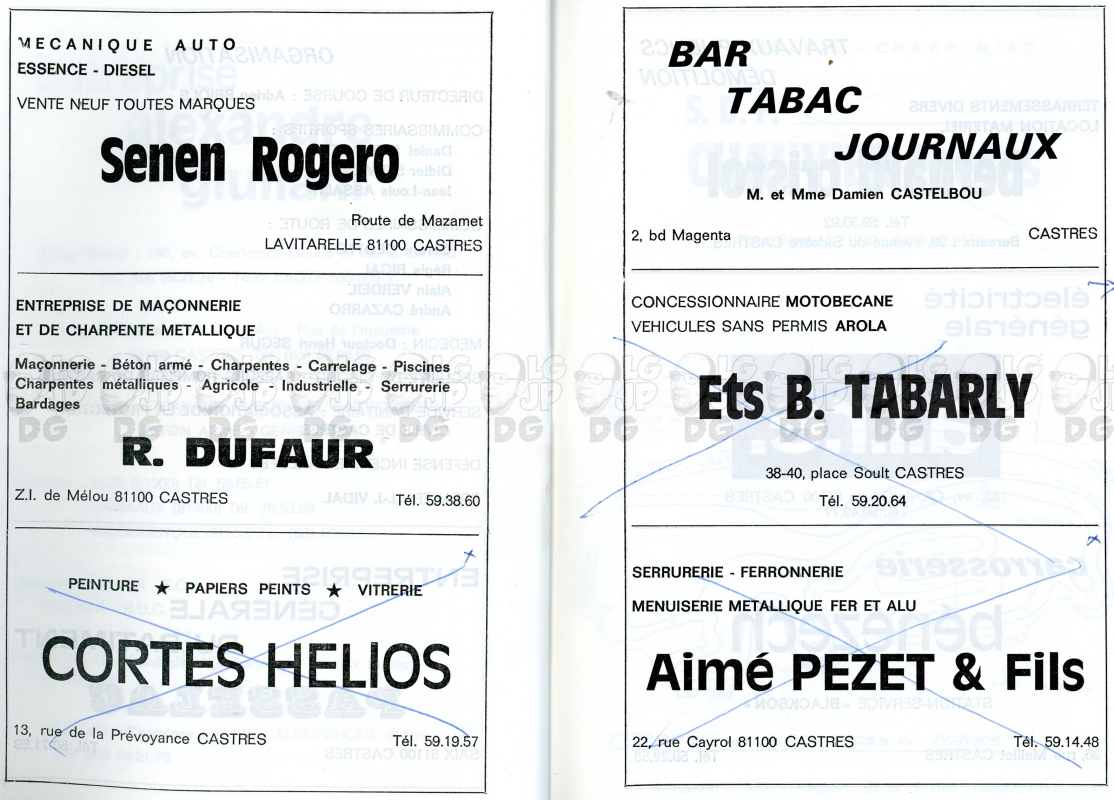 MECANIQUE AUTO
ESSENCE - DIESEL
VENTE NEUF TOUTES MARQUES
Senen Rogero
Route de Mazamet
LAVITARELLE 81100 CASTRES
ENTREPRISE DE MAÇONNERIE
ET DE CHARPENTE METALLIQUE
Maçonnerie - Béton armé - Charpentes - Carrelage - Piscines
Charpentes métalliques - Agricole - Industrielle - Serrurerie
Bardages
R. DUFAUR
Z.I. de Mélou 81100 CASTRES Tél. 59.38.60
PEINTURE ★ PAPIERS PEINTS ★ VITRERIE
CORTES HELIOS
13, rue de la Prévoyance CASTRES Tél. 59.19.57
BAR
TABAC
JOURNAUX
M. et Mme Damien CASTELBOU
2, bd Magenta CASTRES
CONCESSIONNAIRE MOTOBECANE
VEHICULES SANS PERMIS AROLA
Ets B. TABARLY
38-40, place Soult CASTRES
Tél. 59.20.64
SERRURERIE - FERRONNERIE
MENUISERIE METALLIQUE FER ET ALU
Aimé PEZET & Fils
22, rue Cayrol 81100 CASTRES Tél. 59.14.48
LG JP DG